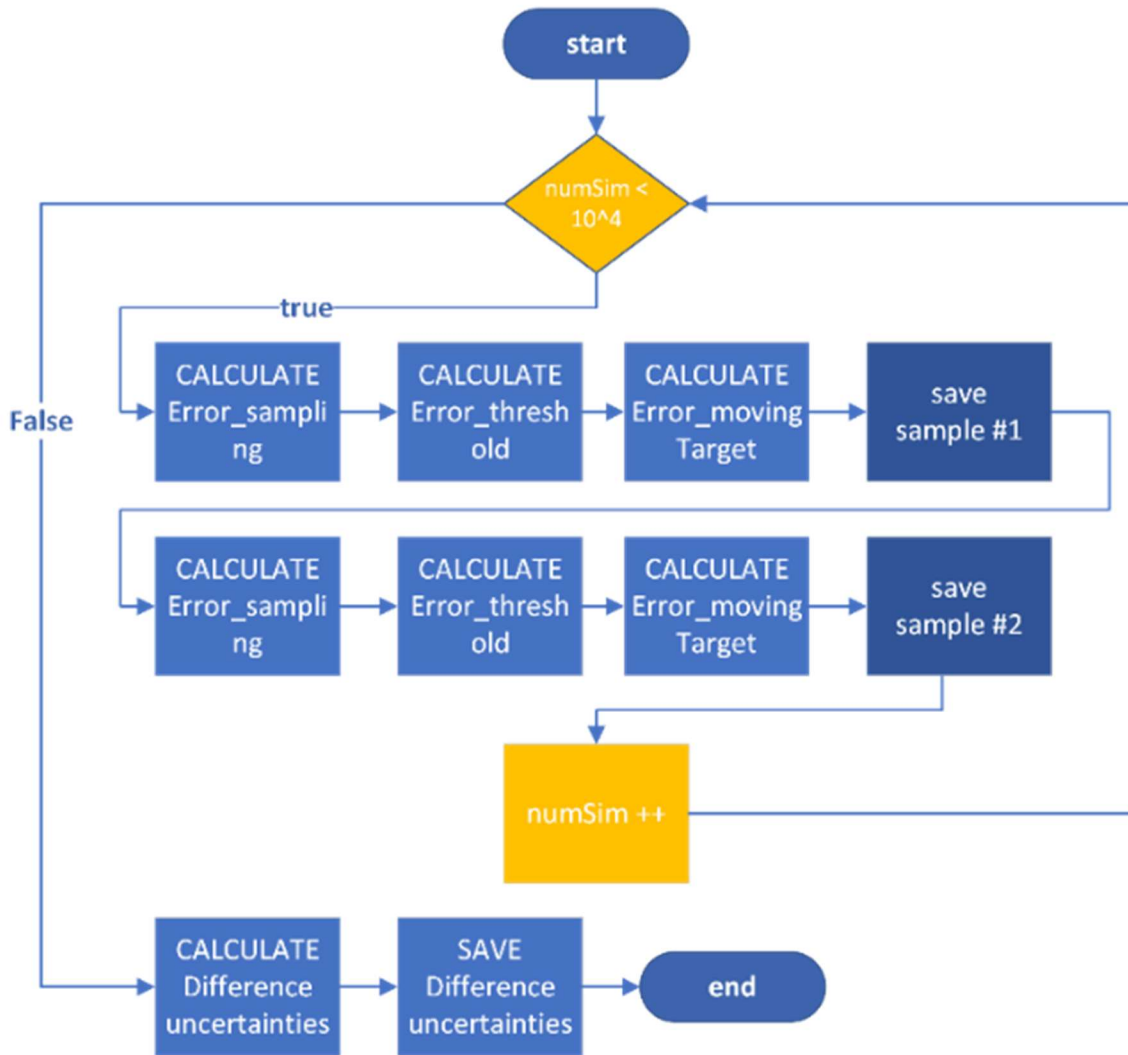 start
numSim <
10^4
true
False
CALCULATE
Error_sampli
ng
CALCULATE
Error_thresh
old
CALCULATE
Error_moving
Target
save
sample #1
CALCULATE
Error_sampli
ng
CALCULATE
Error_thresh
old
CALCULATE
Error_moving
Target
save
sample #2
numSim ++
CALCULATE
Difference
uncertainties
SAVE
Difference
uncertainties
end